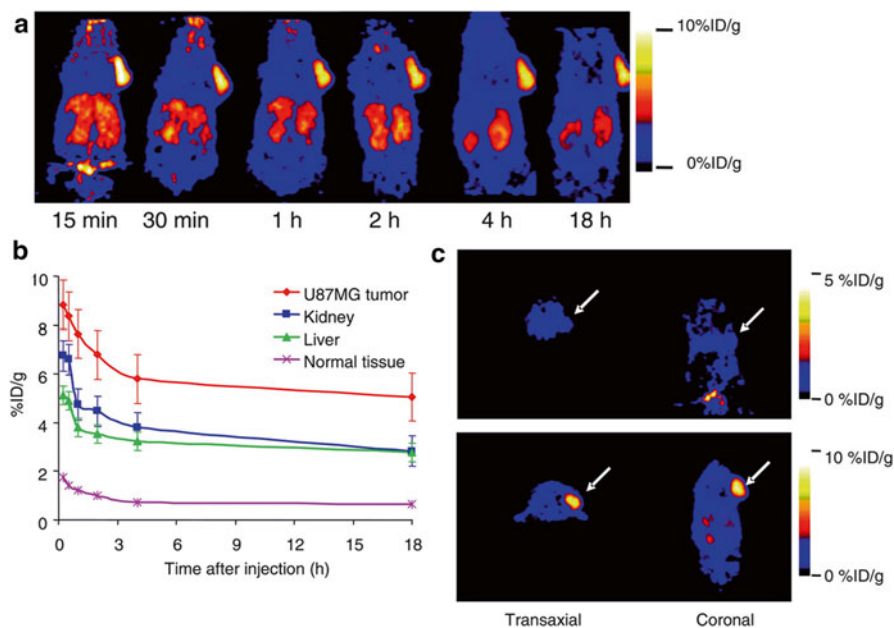 a
10%ID/g
0%ID/g
15 min 30 min 1 h 2 h 4 h 18 h
b
10
8
6
4
2
0
%ID/g
U87MG tumor
Kidney
Liver
Normal tissue
0 3 6 9 12 15 18
Time after injection (h)
c
5 %ID/g
0 %ID/g
10 %ID/g
0 %ID/g
Transaxial Coronal